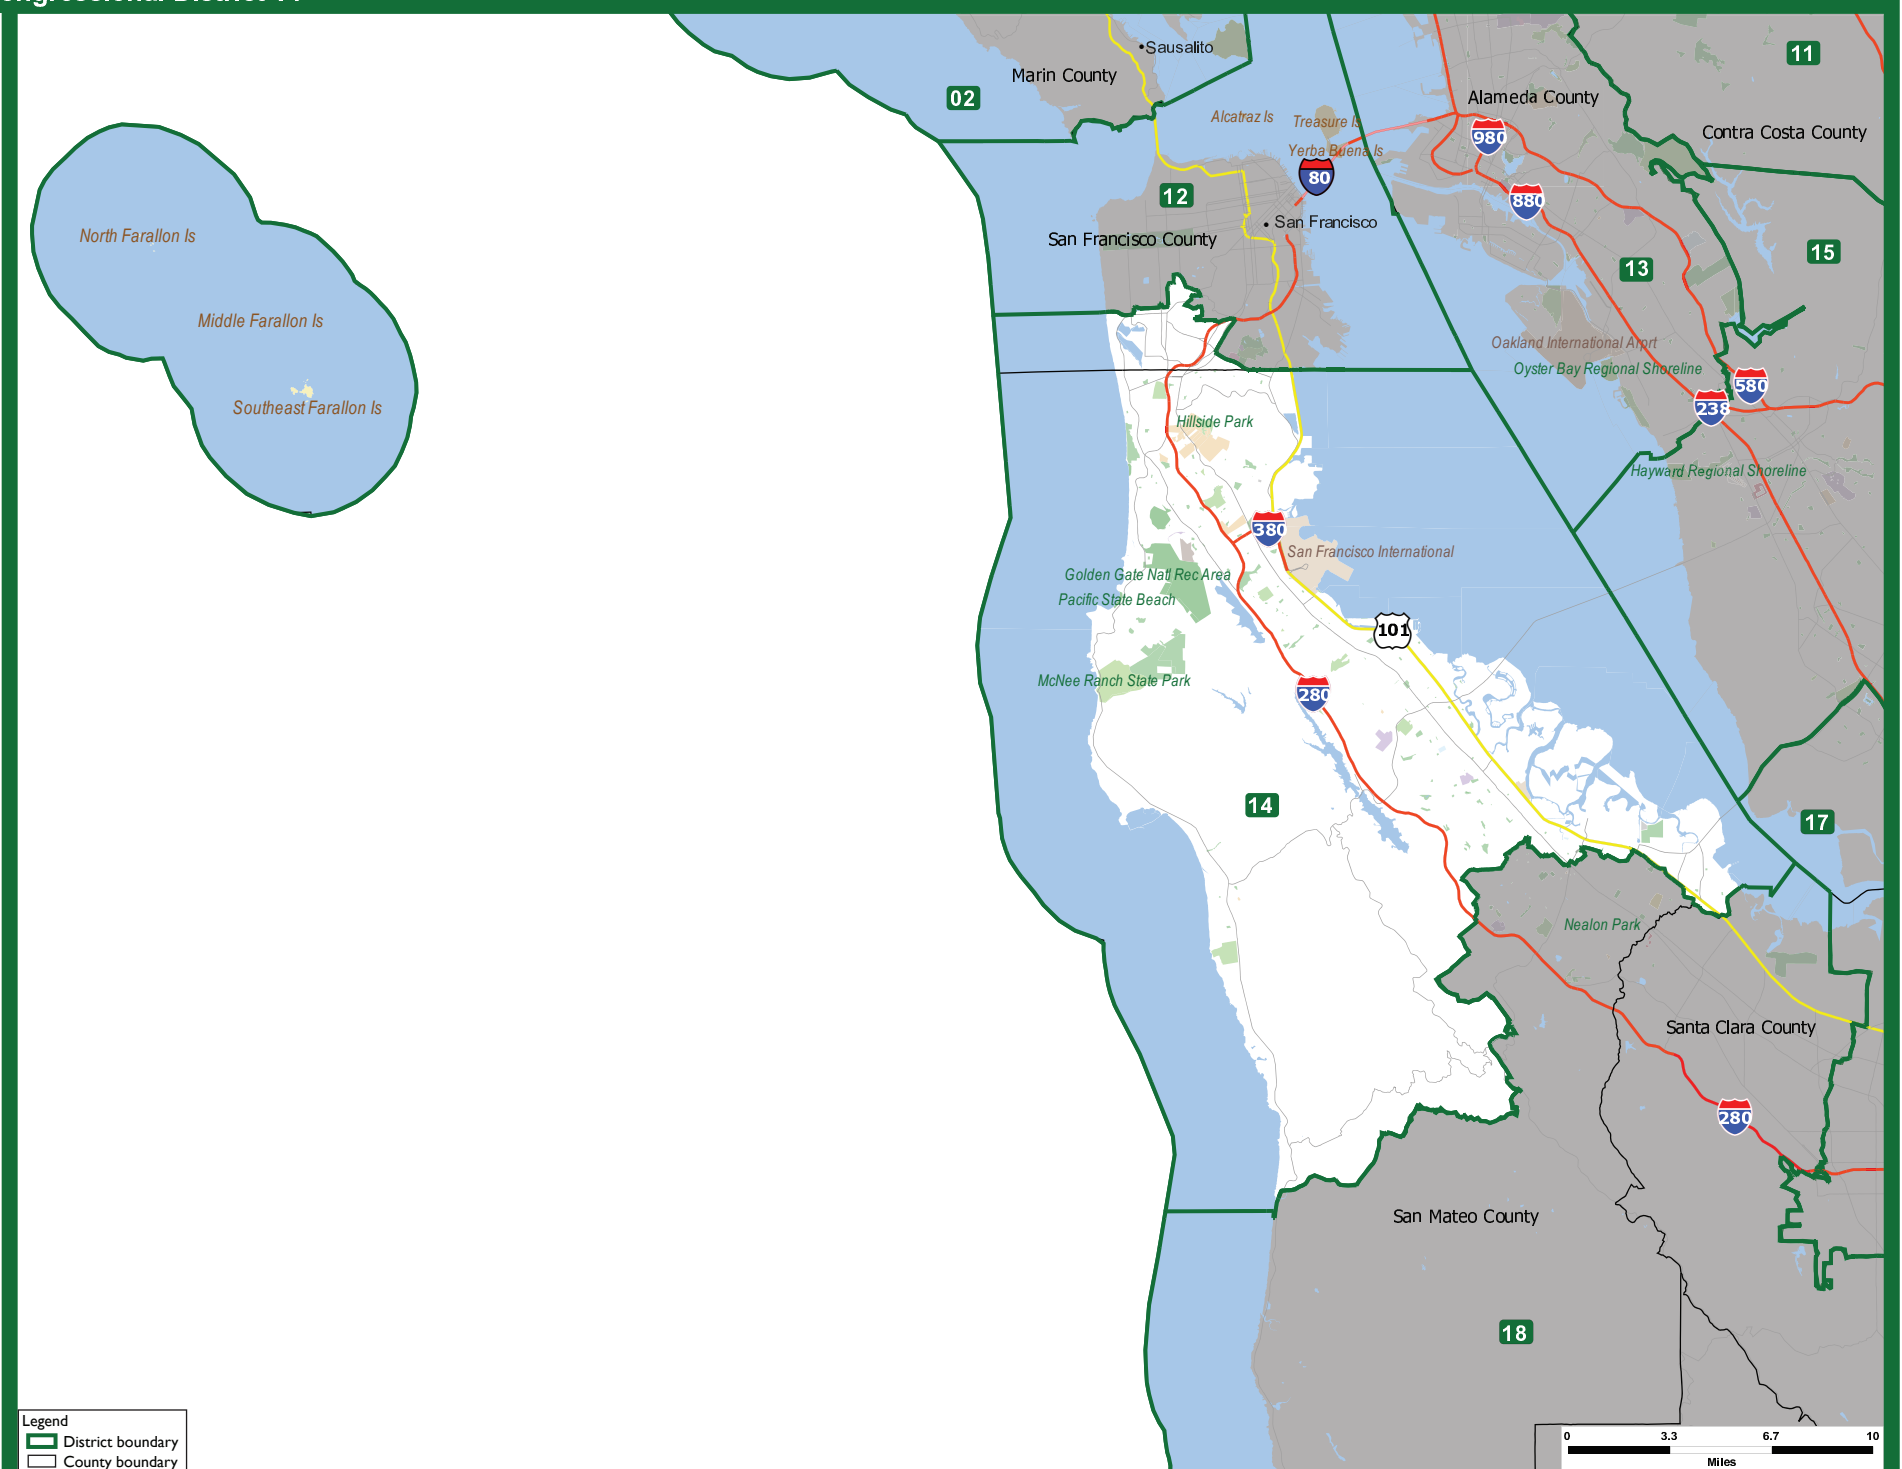 Sausalito
11
Marin County
02
Alameda County
Alcatraz Is
Treasure Is
Contra Costa County
980
Yerba Buena Is
80
12
880
San Francisco
North Farallon Is
San Francisco County
15
13
Middle Farallon Is
Oakland International Arprt
Oyster Bay Regional Shoreline
580
Southeast Farallon Is
238
Hillside Park
Hayward Regional Shoreline
380
San Francisco International
Golden Gate Natl Rec Area
Pacific State Beach
101
McNee Ranch State Park
280
14
17
Nealon Park
Santa Clara County
280
San Mateo County
18
Legend
District boundary
County boundary
0 3.3 6.7 10
Miles